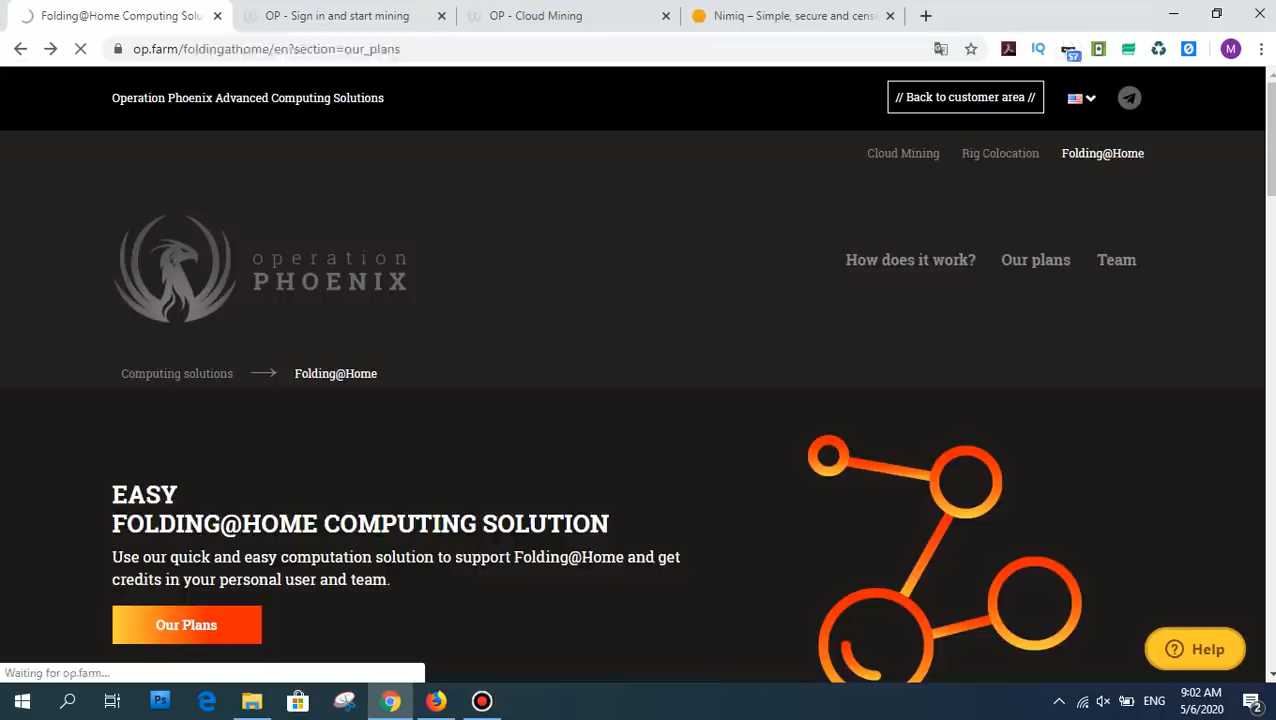 Folding@Home Computing Solu
OP - Sign in and start mining
OP - Cloud Mining
Nimiq – Simple, secure and cens
op.farm/foldingathome/en?section=our_plans
57
M
Operation Phoenix Advanced Computing Solutions
// Back to customer area //
Cloud Mining
Rig Colocation
Folding@Home
operation
PHOENIX
How does it work?
Our plans
Team
Computing solutions
Folding@Home
EASY
FOLDING@HOME COMPUTING SOLUTION
Use our quick and easy computation solution to support Folding@Home and get
credits in your personal user and team.
Our Plans
? Help
Waiting for op.farm...
Ps
ENG
9:02 AM
5/6/2020
2